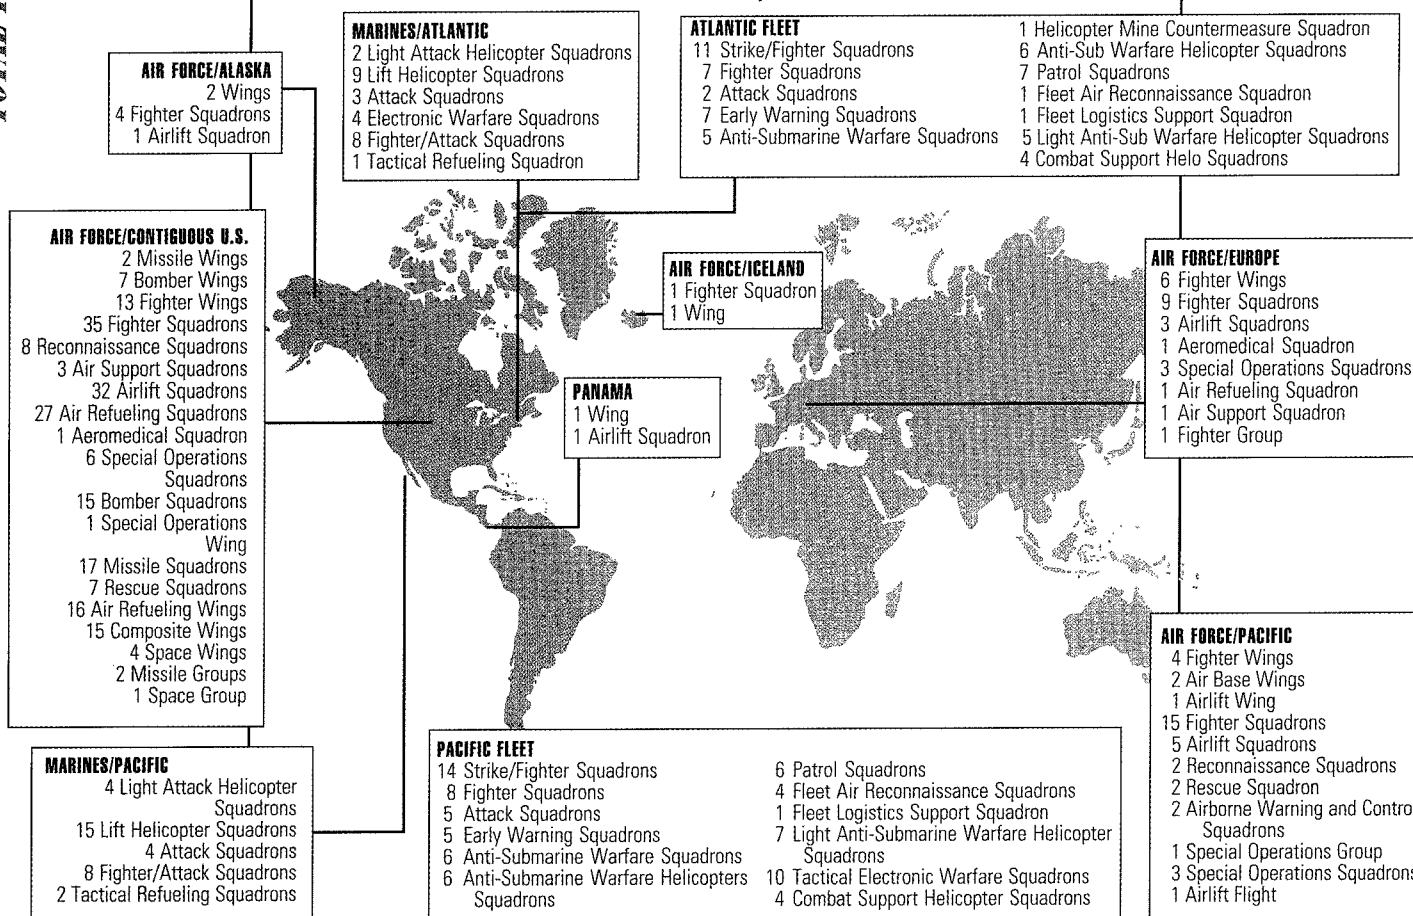 AIR FORCE/ALASKA
2 Wings
4 Fighter Squadrons
1 Airlift Squadron
MARINES/ATLANTIC
2 Light Attack Helicopter Squadrons
9 Lift Helicopter Squadrons
3 Attack Squadrons
4 Electronic Warfare Squadrons
8 Fighter/Attack Squadrons
1 Tactical Refueling Squadron
ATLANTIC FLEET
11 Strike/Fighter Squadrons
7 Fighter Squadrons
2 Attack Squadrons
7 Early Warning Squadrons
5 Anti-Submarine Warfare Squadrons
1 Helicopter Mine Countermeasure Squadron
6 Anti-Sub Warfare Helicopter Squadrons
7 Patrol Squadrons
1 Fleet Air Reconnaissance Squadron
1 Fleet Logistics Support Squadron
5 Light Anti-Sub Warfare Helicopter Squadrons
4 Combat Support Helo Squadrons
AIR FORCE/CONTIGUOUS U.S.
2 Missile Wings
7 Bomber Wings
13 Fighter Wings
35 Fighter Squadrons
8 Reconnaissance Squadrons
3 Air Support Squadrons
32 Airlift Squadrons
27 Air Refueling Squadrons
1 Aeromedical Squadron
6 Special Operations
Squadrons
15 Bomber Squadrons
1 Special Operations
Wing
17 Missile Squadrons
7 Rescue Squadrons
16 Air Refueling Wings
15 Composite Wings
4 Space Wings
2 Missile Groups
1 Space Group
AIR FORCE/ICELAND
1 Fighter Squadron
1 Wing
PANAMA
1 Wing
1 Airlift Squadron
AIR FORCE/EUROPE
6 Fighter Wings
9 Fighter Squadrons
3 Airlift Squadrons
1 Aeromedical Squadron
3 Special Operations Squadrons
1 Air Refueling Squadron
1 Air Support Squadron
1 Fighter Group
MARINES/PACIFIC
4 Light Attack Helicopter
Squadrons
15 Lift Helicopter Squadrons
4 Attack Squadrons
8 Fighter/Attack Squadrons
2 Tactical Refueling Squadrons
PACIFIC FLEET
14 Strike/Fighter Squadrons
8 Fighter Squadrons
5 Attack Squadrons
5 Early Warning Squadrons
6 Anti-Submarine Warfare Squadrons
6 Anti-Submarine Warfare Helicopters
Squadrons
6 Patrol Squadrons
4 Fleet Air Reconnaissance Squadrons
1 Fleet Logistics Support Squadron
7 Light Anti-Submarine Warfare Helicopter
Squadrons
10 Tactical Electronic Warfare Squadrons
4 Combat Support Helicopter Squadrons
AIR FORCE/PACIFIC
4 Fighter Wings
2 Air Base Wings
1 Airlift Wing
15 Fighter Squadrons
5 Airlift Squadrons
2 Reconnaissance Squadrons
2 Rescue Squadron
2 Airborne Warning and Contro
Squadrons
1 Special Operations Group
3 Special Operations Squadrons
1 Airlift Flight